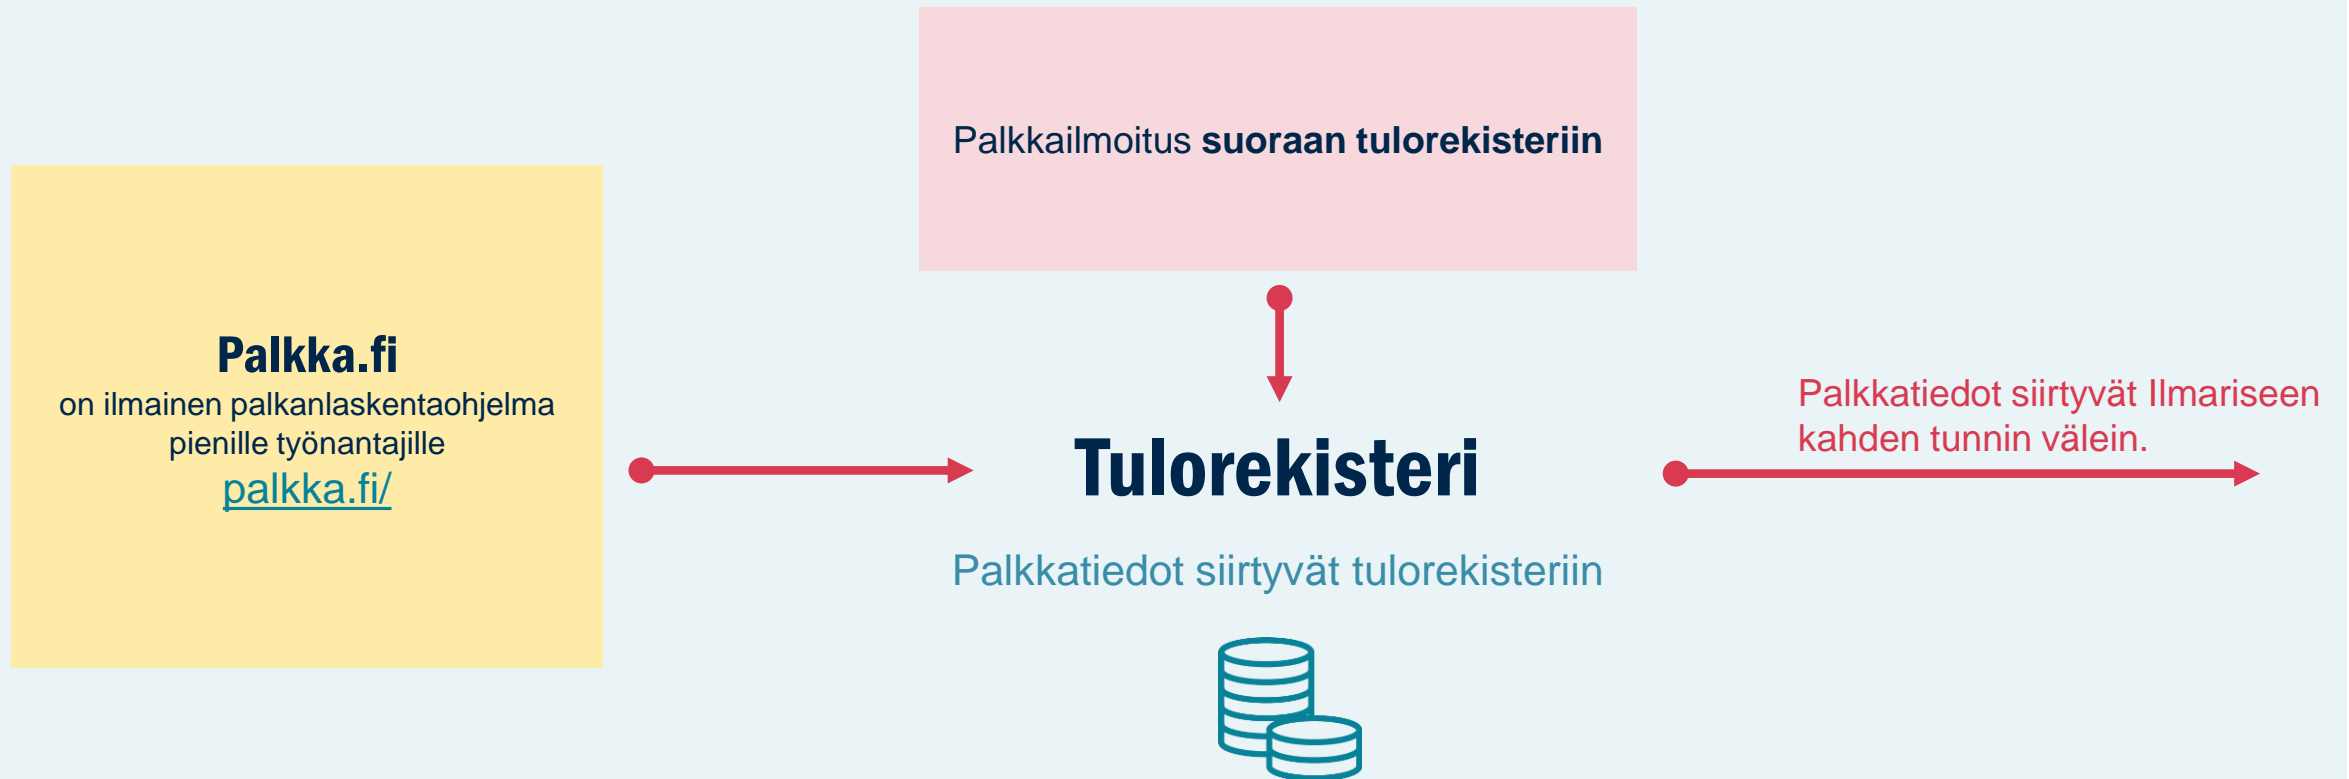 Palkkailmoitus suoraan tulorekisteriin
Palkka.fi
on ilmainen palkanlaskentaohjelma
pienille työnantajille
palkka.fi/
Tulorekisteri
Palkkatiedot siirtyvät tulorekisteriin
Palkkatiedot siirtyvät Ilmariseen
kahden tunnin välein.